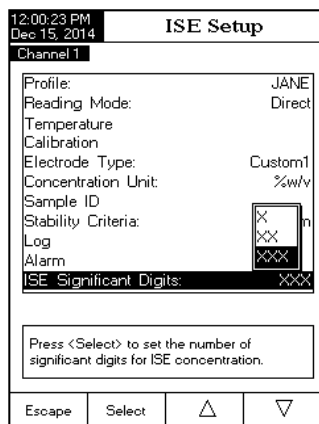 12:00:23 PM
Dec 15, 2014
ISE Setup
Channel 1
Profile: JANE
Reading Mode: Direct
Temperature
Calibration
Electrode Type: Custom1
Concentration Unit: %w/v
Sample ID
Stability Criteria:
Log
Alarm
X
XX
XXX
ISE Significant Digits: XXX
Press <Select> to set the number of
significant digits for ISE concentration.
Escape Select